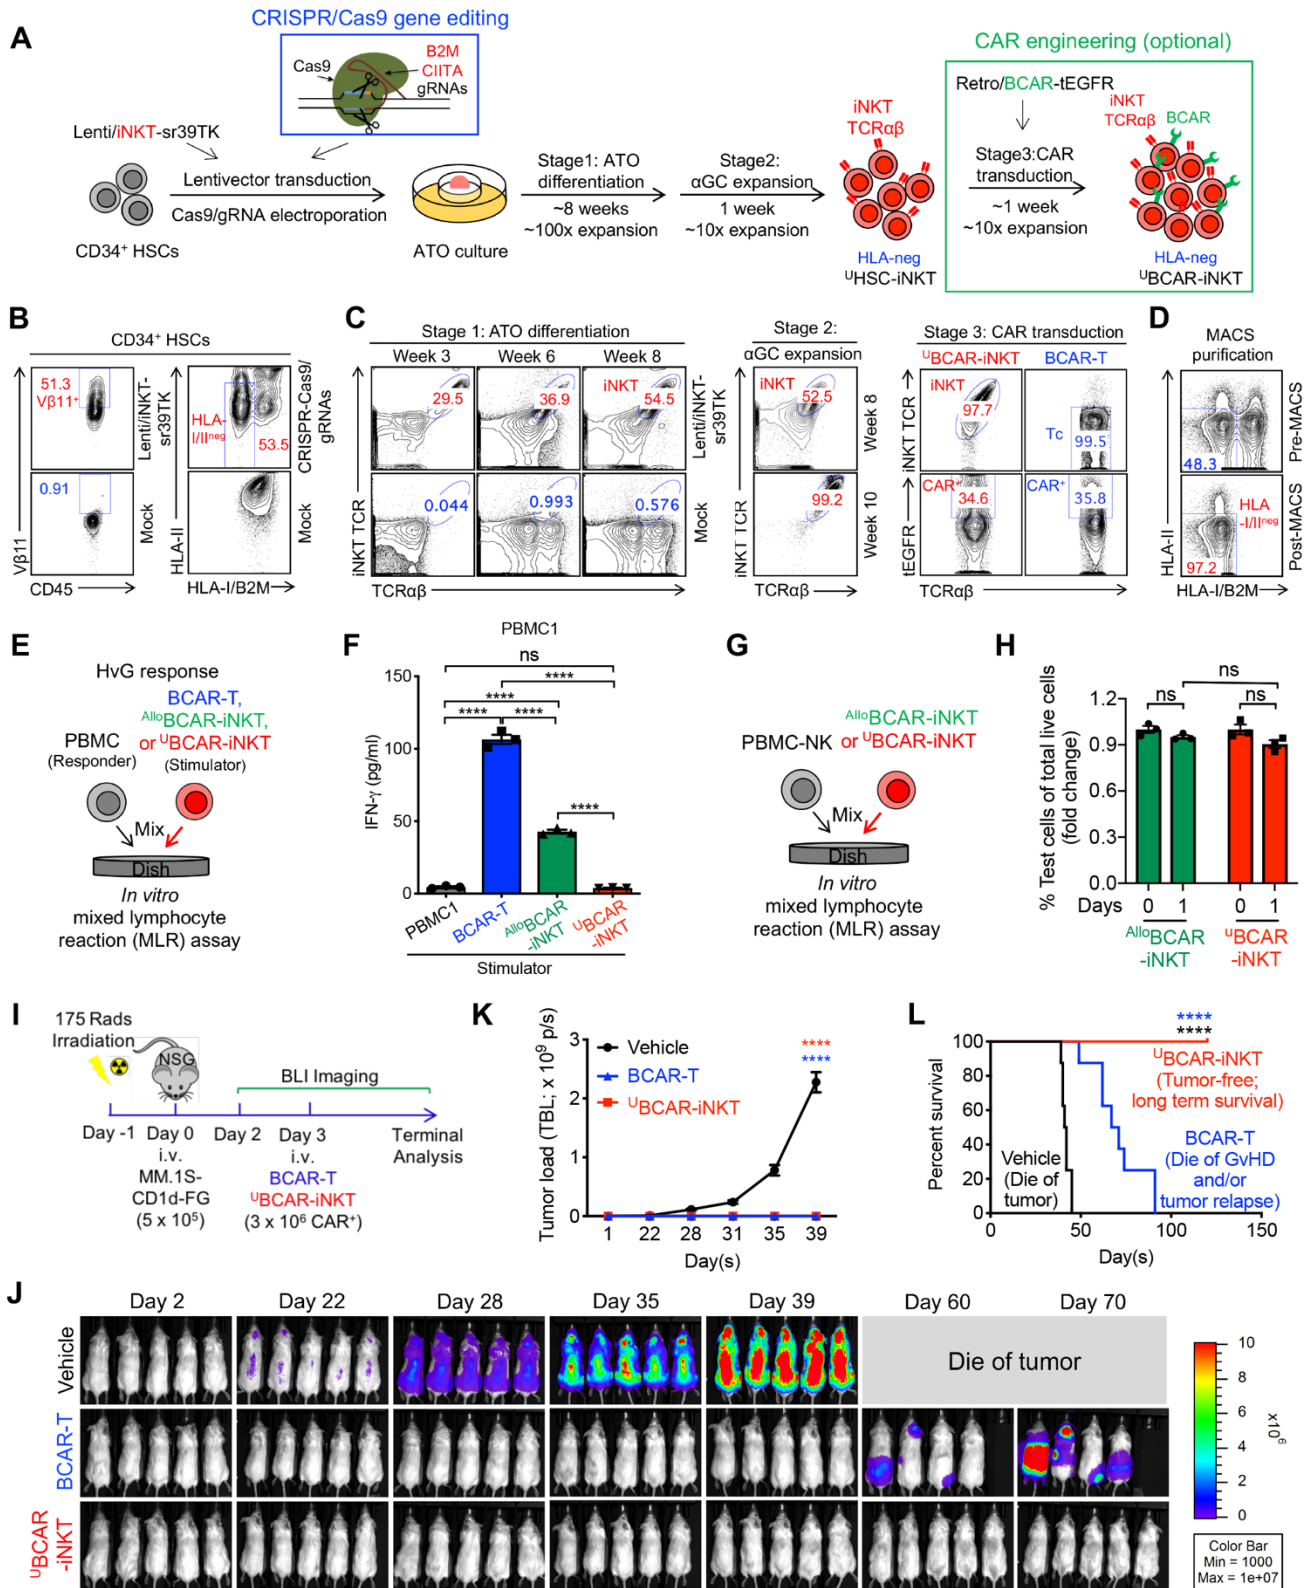 A
CRISPR/Cas9 gene editing
Cas9
B2M
CIITA
gRNAs
Lenti/iNKT-sr39TK
Lentivector transduction
Cas9/gRNA electroporation
CD34⁺ HSCs
ATO culture
Stage1: ATO
differentiation
~8 weeks
~100x expansion
Stage2:
αGC expansion
1 week
~10x expansion
iNKT
TCRαβ
HLA-neg
ᵁHSC-iNKT
CAR engineering (optional)
Retro/BCAR-tEGFR
Stage3:CAR
transduction
~1 week
~10x expansion
iNKT
TCRαβ
BCAR
HLA-neg
ᵁBCAR-iNKT
B
CD34⁺ HSCs
51.3
Vβ11⁺
0.91
Vβ11
CD45
Lenti/iNKT-
sr39TK
Mock
HLA-
I/IIⁿᵉᵍ
53.5
HLA-II
HLA-I/B2M
CRISPR-Cas9/
gRNAs
Mock
C
Stage 1: ATO differentiation
Week 3
Week 6
Week 8
29.5
36.9
iNKT
54.5
0.044
0.993
0.576
iNKT TCR
TCRαβ
Lenti/iNKT-
sr39TK
Mock
Stage 2:
αGC expansion
iNKT
52.5
99.2
iNKT TCR
TCRαβ
Week 8
Week 10
Stage 3: CAR transduction
ᵁBCAR-iNKT
BCAR-T
iNKT
97.7
Tc
99.5
CAR⁺
34.6
CAR⁺
35.8
iNKT TCR
tEGFR
TCRαβ
D
MACS
purification
48.3
HLA
-I/IIⁿᵉᵍ
97.2
HLA-II
HLA-I/B2M
Pre-MACS
Post-MACS
E
HvG response
BCAR-T,
ᴬˡˡᵒBCAR-iNKT,
or ᵁBCAR-iNKT
PBMC
(Responder)
(Stimulator)
Mix
Dish
In vitro
mixed lymphocyte
reaction (MLR) assay
F
PBMC1
ns
****
****
****
****
****
IFN-γ (pg/ml)
150
100
50
0
PBMC1
BCAR-T
ᴬˡˡᵒBCAR
-iNKT
ᵁBCAR
-iNKT
Stimulator
G
ᴬˡˡᵒBCAR-iNKT
PBMC-NK
or ᵁBCAR-iNKT
Mix
Dish
In vitro
mixed lymphocyte
reaction (MLR) assay
H
ns
ns
ns
% Test cells of total live cells
(fold change)
1.2
0.9
0.6
0.3
0.0
Days
0
1
0
1
ᴬˡˡᵒBCAR
-iNKT
ᵁBCAR
-iNKT
I
175 Rads
Irradiation
NSG
BLI Imaging
Day -1
Day 0
i.v.
MM.1S-
CD1d-FG
(5 x 10⁵)
Day 2
Day 3
i.v.
BCAR-T
ᵁBCAR-iNKT
(3 x 10⁶ CAR⁺)
Terminal
Analysis
K
Vehicle
BCAR-T
ᵁBCAR-iNKT
****
****
Tumor load (TBL; x 10⁹ p/s)
3
2
1
0
1
22
28
31
35
39
Day(s)
L
****
****
ᵁBCAR-iNKT
(Tumor-free;
long term survival)
BCAR-T
(Die of GvHD
and/or
tumor relapse)
Vehicle
(Die of
tumor)
Percent survival
100
80
60
40
20
0
0
50
100
150
Day(s)
J
Day 2
Day 22
Day 28
Day 35
Day 39
Day 60
Day 70
Vehicle
Die of tumor
BCAR-T
ᵁBCAR
-iNKT
10
8
6
4
2
0
x10⁶
Color Bar
Min = 1000
Max = 1e+07